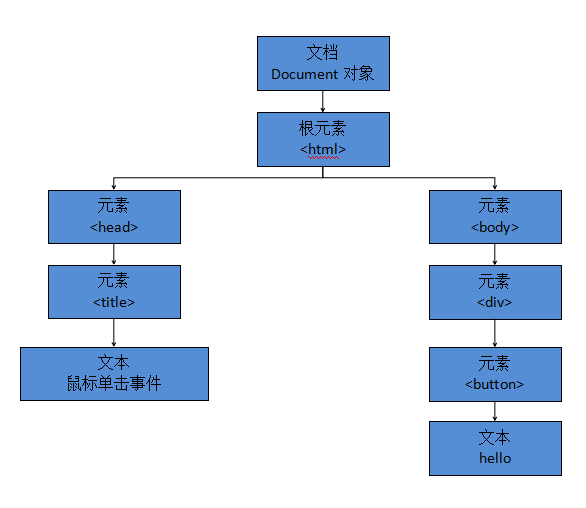 文档
Document 对象
根元素
<html>
元素
<head>
元素
<body>
元素
<title>
元素
<div>
文本
鼠标单击事件
元素
<button>
文本
hello